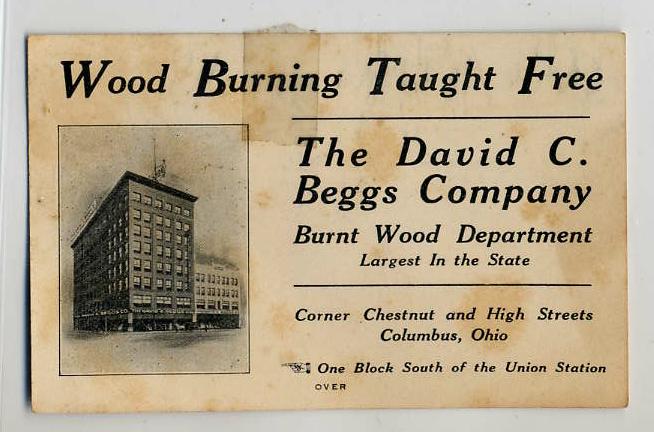 Wood Burning Taught Free
The David C.
Beggs Company
Burnt Wood Department
Largest In the State
Corner Chestnut and High Streets
Columbus, Ohio
One Block South of the Union Station
OVER